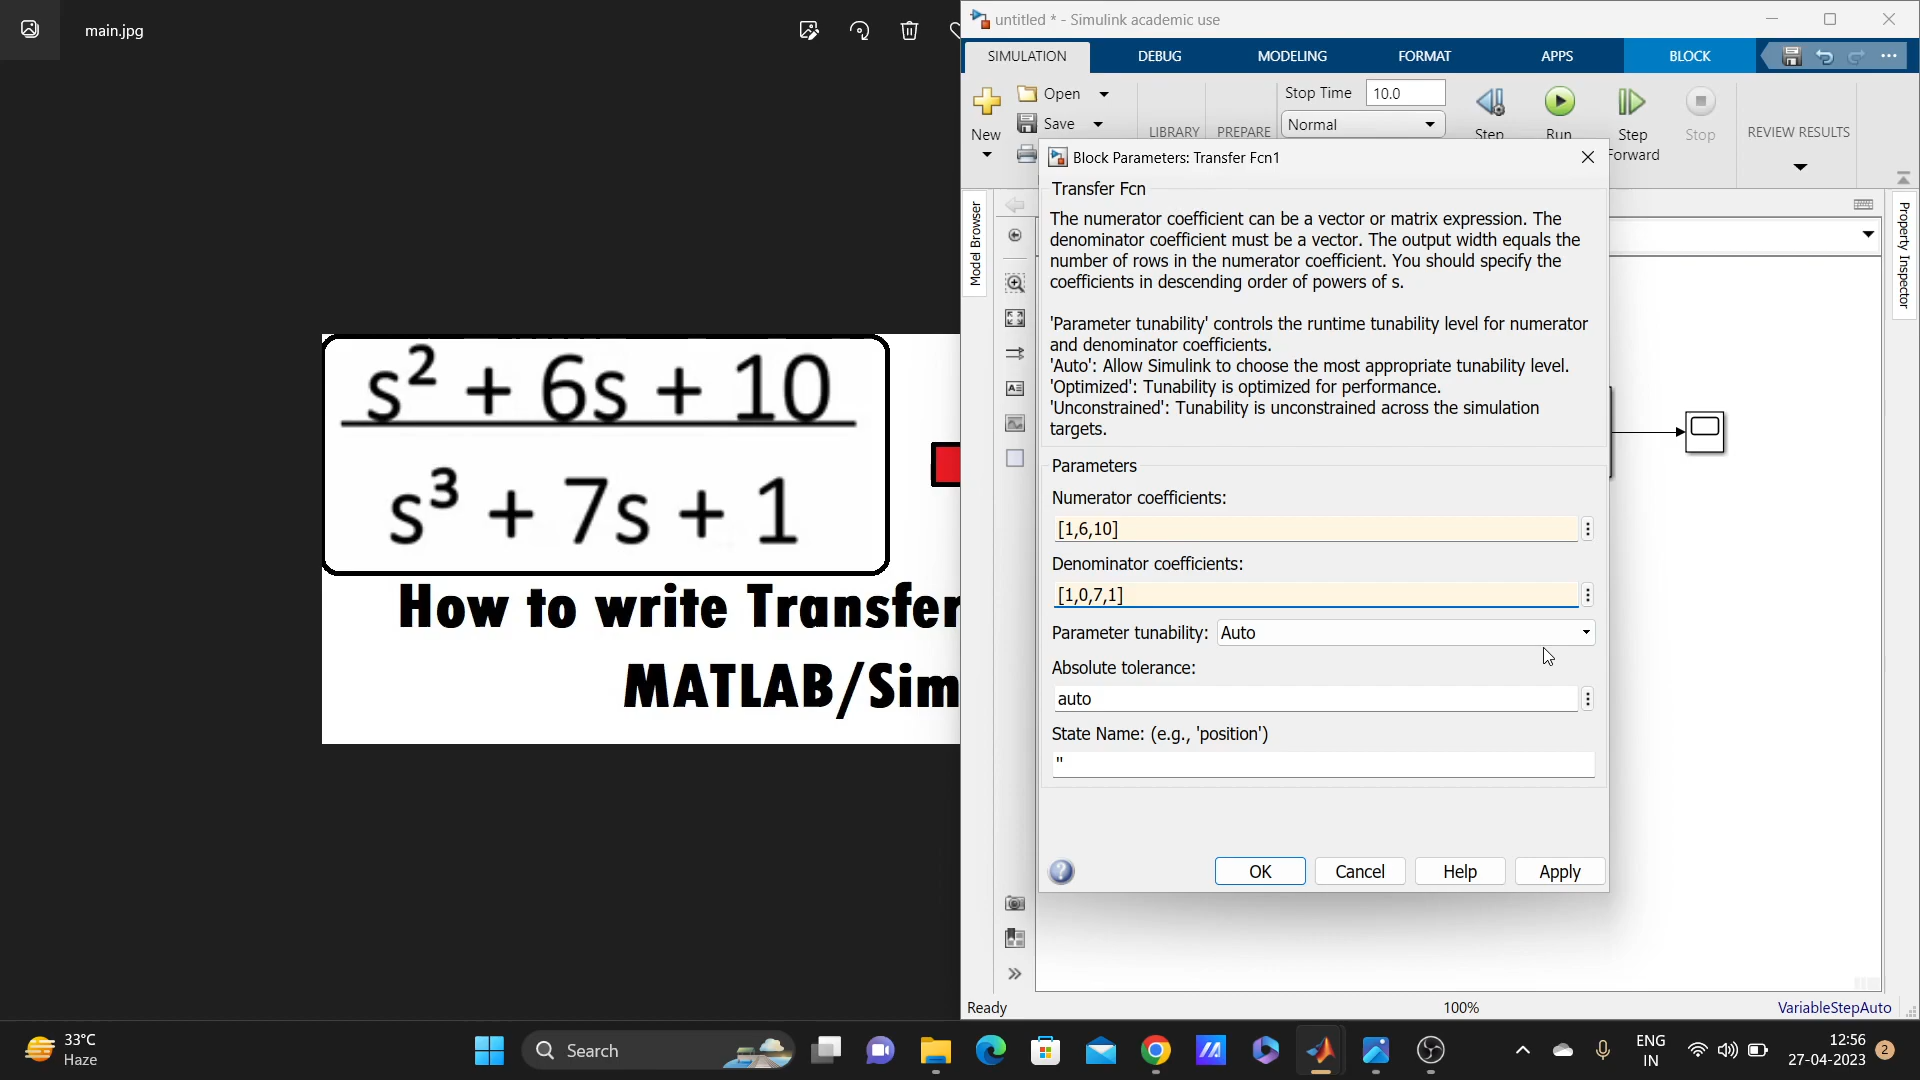 main.jpg
s² + 6s + 10
s³ + 7s + 1
How to write Transfer
MATLAB/Sim
untitled * - Simulink academic use
SIMULATION DEBUG MODELING FORMAT APPS BLOCK
New
Open
Save
LIBRARY
PREPARE
Stop Time 10.0
Normal
Step
Run
Step
Forward
Stop
REVIEW RESULTS
Model Browser
Property Inspector
Block Parameters: Transfer Fcn1
Transfer Fcn
The numerator coefficient can be a vector or matrix expression. The
denominator coefficient must be a vector. The output width equals the
number of rows in the numerator coefficient. You should specify the
coefficients in descending order of powers of s.
'Parameter tunability' controls the runtime tunability level for numerator
and denominator coefficients.
'Auto': Allow Simulink to choose the most appropriate tunability level.
'Optimized': Tunability is optimized for performance.
'Unconstrained': Tunability is unconstrained across the simulation
targets.
Parameters
Numerator coefficients:
[1,6,10]
Denominator coefficients:
[1,0,7,1]
Parameter tunability: Auto
Absolute tolerance:
auto
State Name: (e.g., 'position')
''
OK Cancel Help Apply
Ready 100% VariableStepAuto
33°C
Haze
Search
ENG
IN
12:56
27-04-2023
2